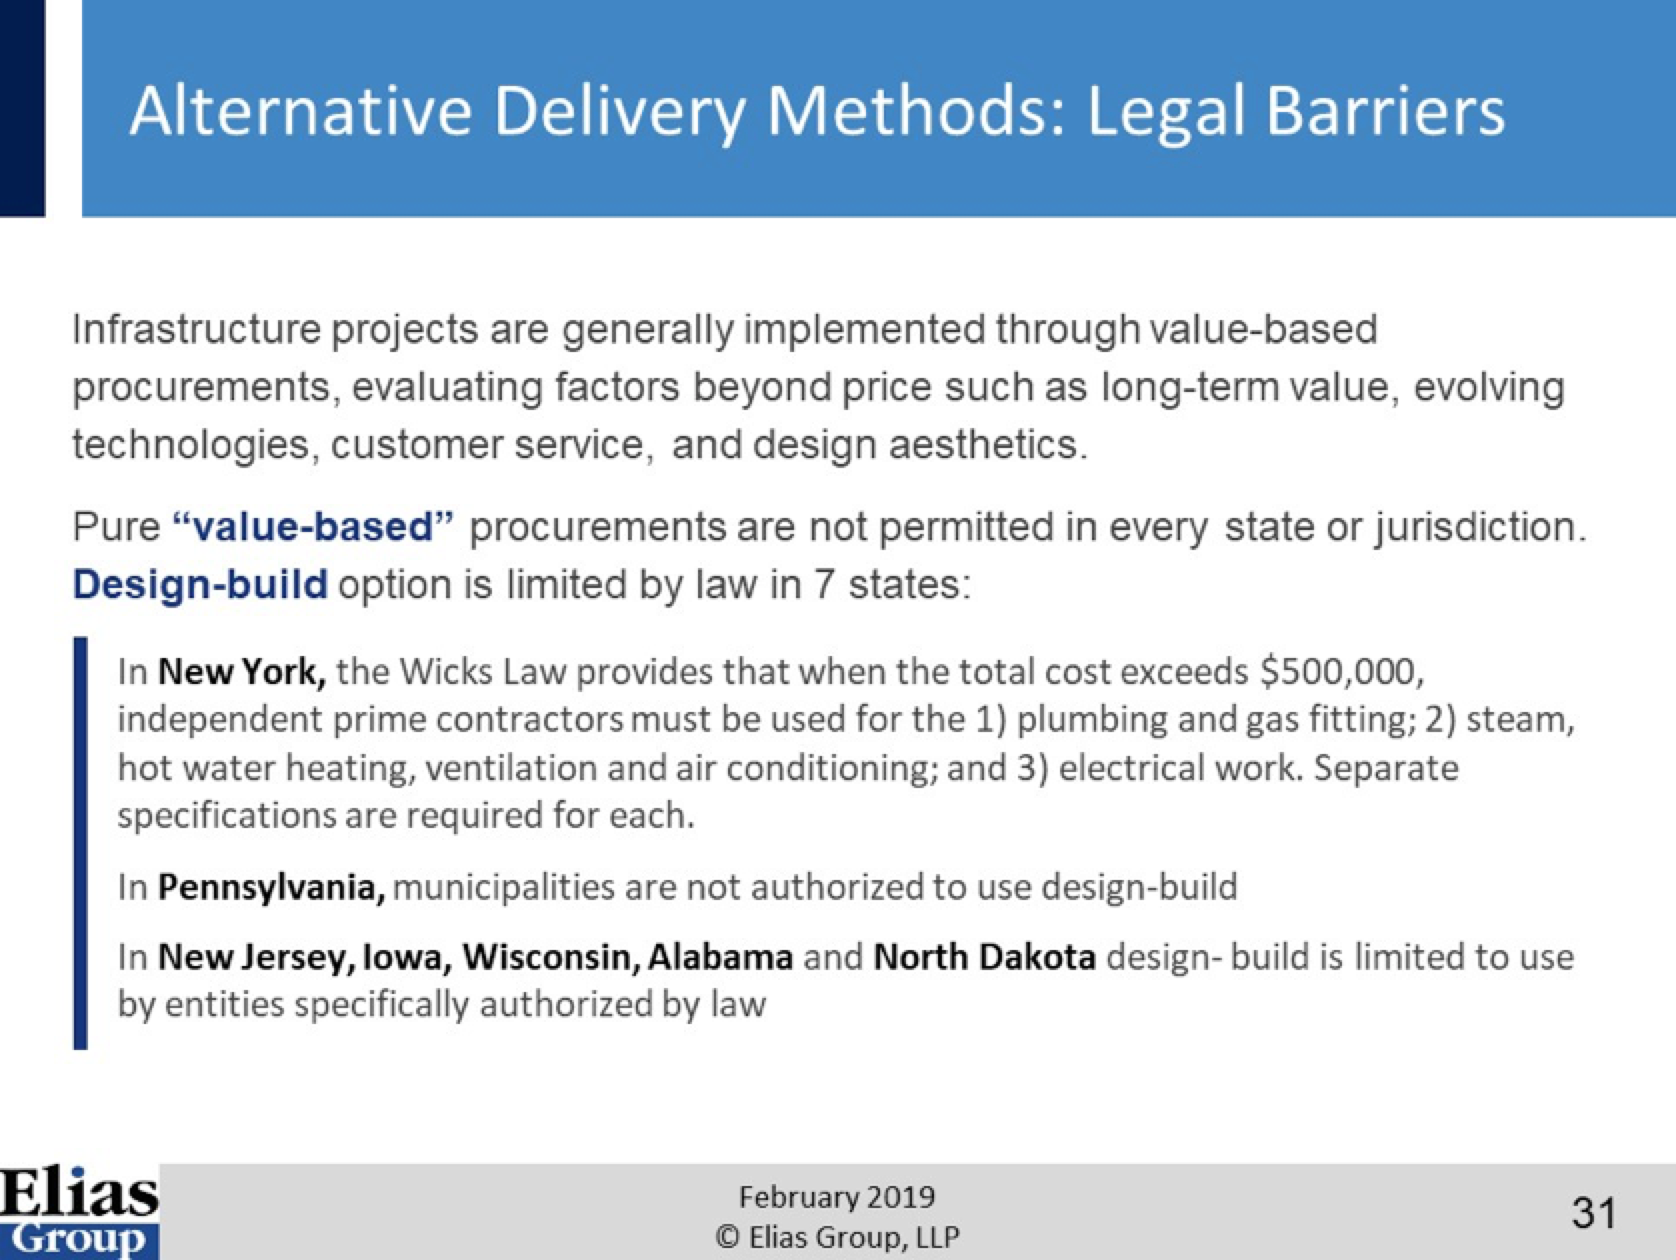 Alternative Delivery Methods: Legal Barriers
Infrastructure projects are generally implemented through value-based
procurements, evaluating factors beyond price such as long-term value, evolving
technologies, customer service, and design aesthetics.
Pure “value-based” procurements are not permitted in every state or jurisdiction.
Design-build option is limited by law in 7 states:
In New York, the Wicks Law provides that when the total cost exceeds $500,000,
independent prime contractors must be used for the 1) plumbing and gas fitting; 2) steam,
hot water heating, ventilation and air conditioning; and 3) electrical work. Separate
specifications are required for each.
In Pennsylvania, municipalities are not authorized to use design-build
In New Jersey, Iowa, Wisconsin, Alabama and North Dakota design- build is limited to use
by entities specifically authorized by law
Elias
Group
February 2019
© Elias Group, LLP
31